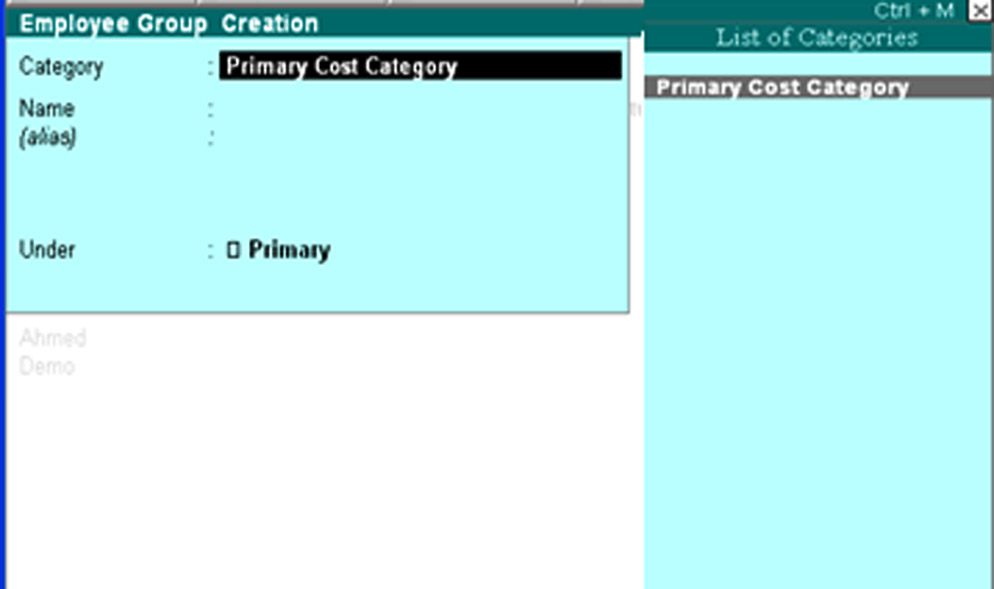 Employee Group Creation
Category : Primary Cost Category
Name :
(alias) :
Under : Primary
Ahmed
Demo
Ctrl + M
List of Categories
Primary Cost Category